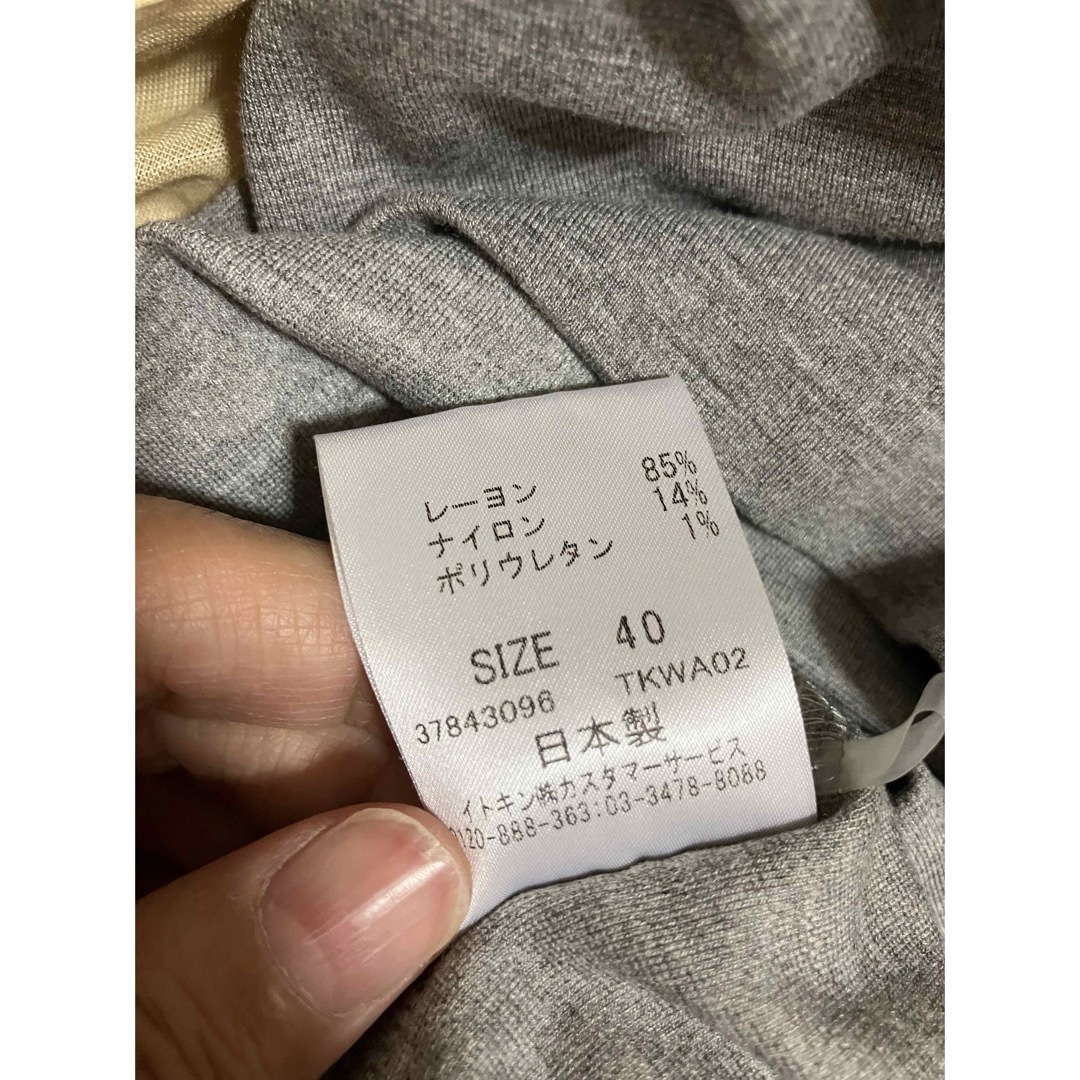 レーヨン 85%
ナイロン 14%
ポリウレタン 1%
SIZE 40
37843096 TKWA02
日本製
イトキン㈱カスタマーサービス
0120-888-363:03-3478-8088